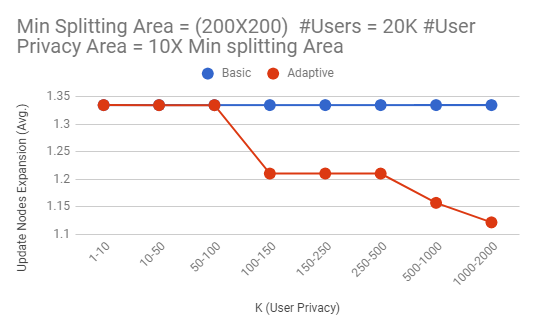 Min Splitting Area = (200X200)  #Users = 20K #User
Privacy Area = 10X Min splitting Area
Basic
Adaptive
Update Nodes Expansion (Avg.)
1.35
1.3
1.25
1.2
1.15
1.1
1-10
10-50
50-100
100-150
150-250
250-500
500-1000
1000-2000
K (User Privacy)